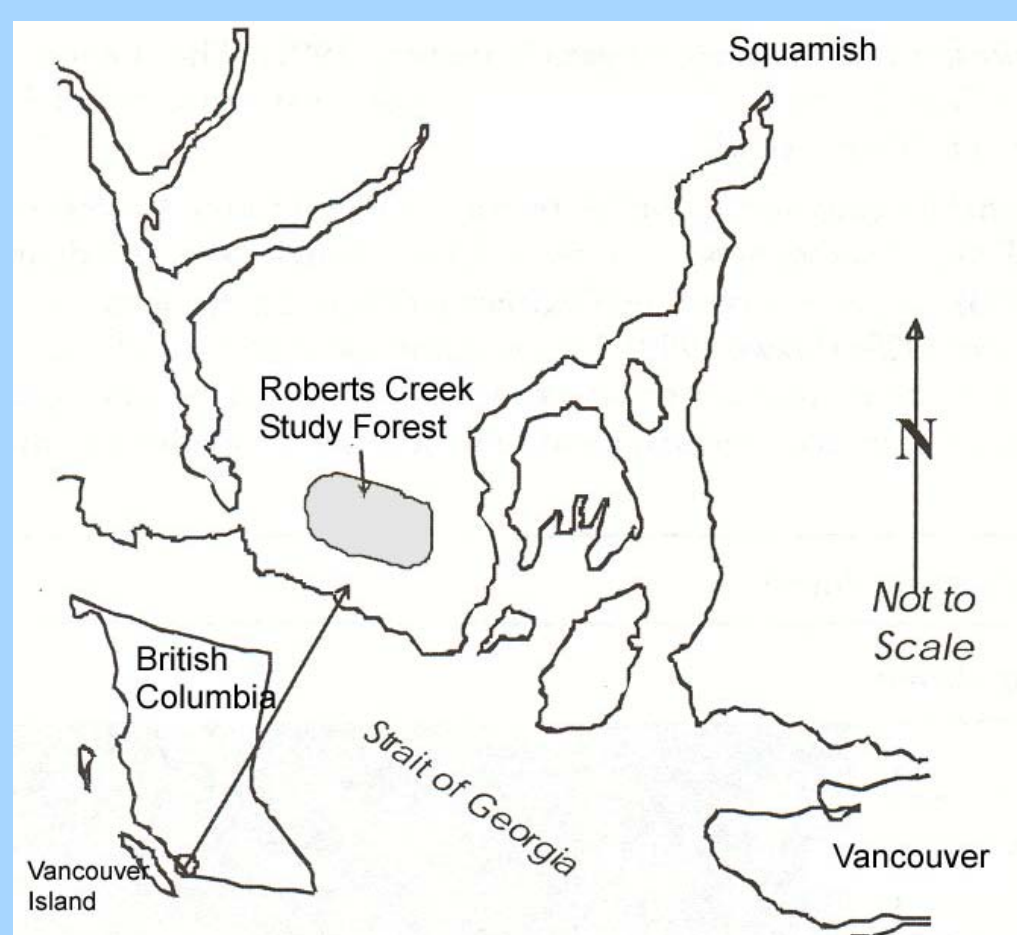 Squamish
Roberts Creek
Study Forest
N
Not to
Scale
British
Columbia
Strait of Georgia
Vancouver
Island
Vancouver